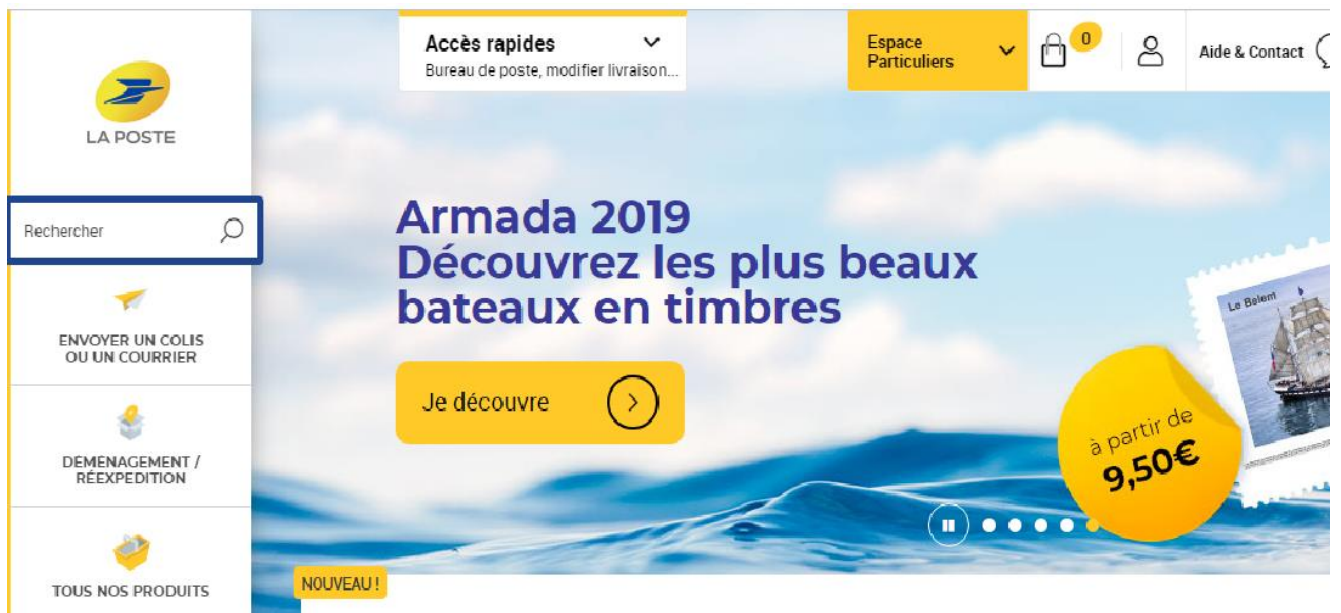 Accès rapides
Bureau de poste, modifier livraison...
Espace
Particuliers
0
Aide & Contact
LA POSTE
Rechercher
ENVOYER UN COLIS
OU UN COURRIER
DEMENAGEMENT /
RÉEXPEDITION
TOUS NOS PRODUITS
Armada 2019
Découvrez les plus beaux
bateaux en timbres
Je découvre
Le Belem
à partir de
9,50€
NOUVEAU !